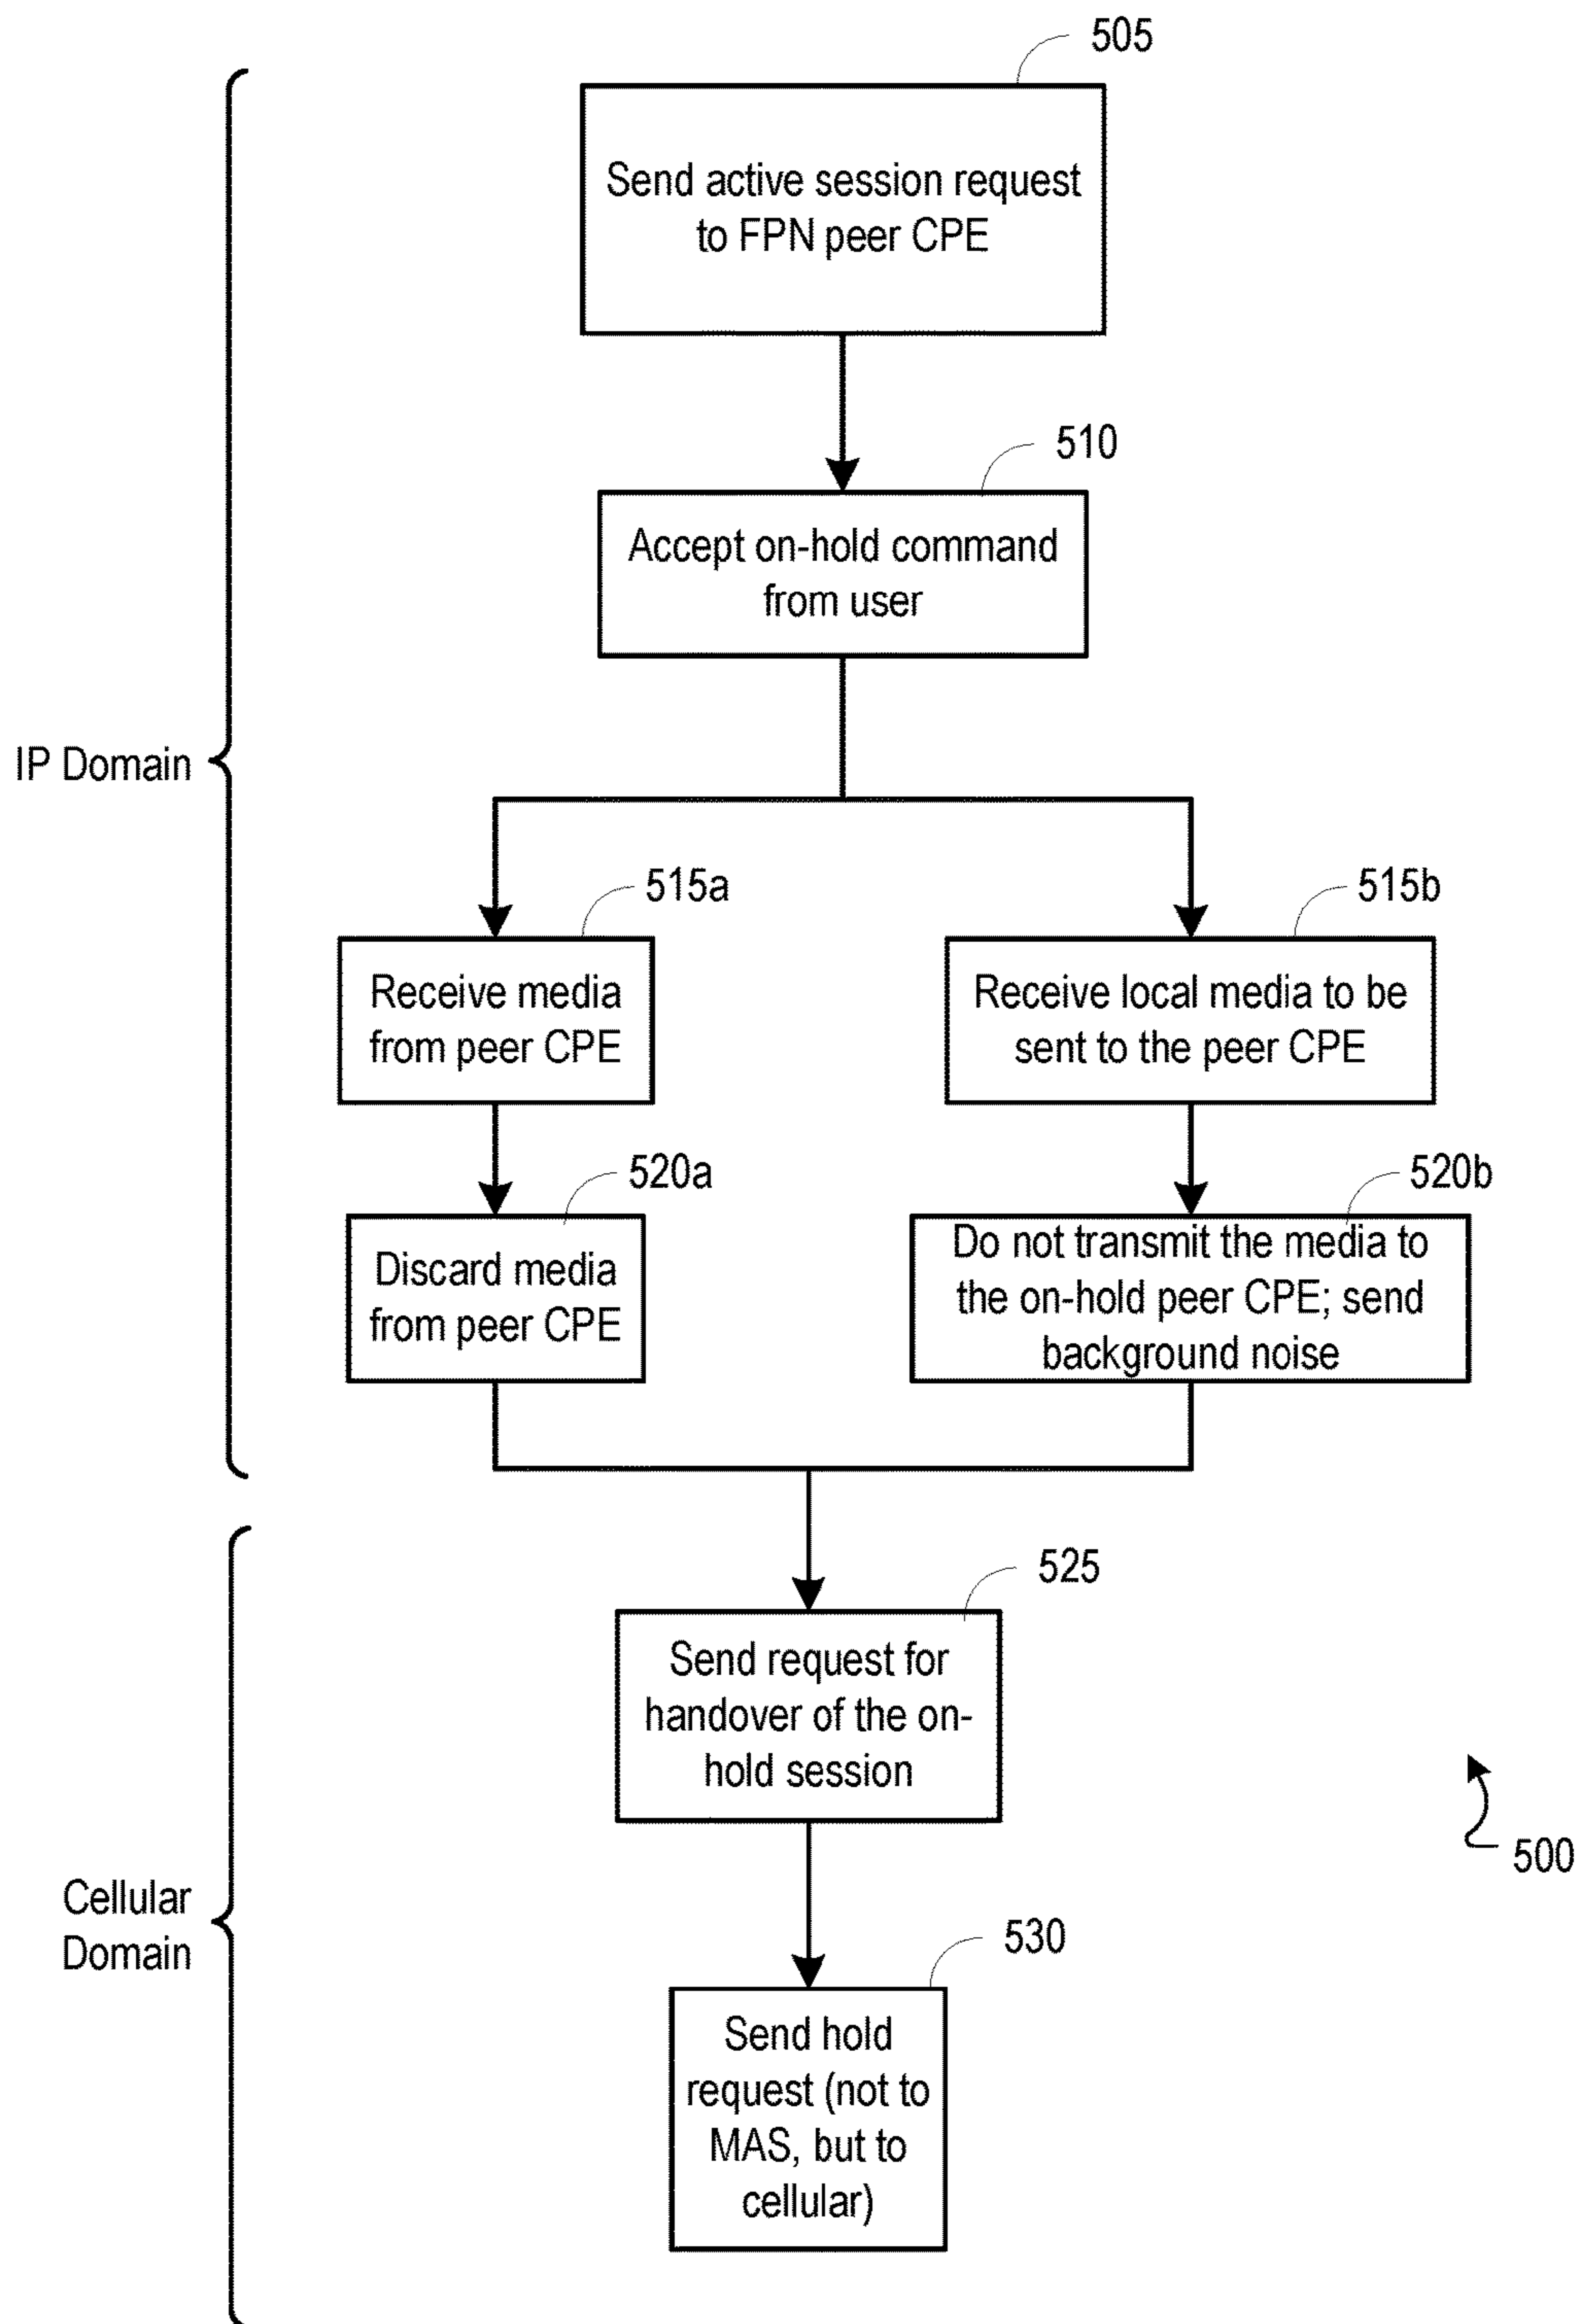 505
Send active session request
to FPN peer CPE
510
Accept on-hold command
from user
IP Domain
515a
515b
Receive media
from peer CPE
Receive local media to be
sent to the peer CPE
520a
520b
Discard media
from peer CPE
Do not transmit the media to
the on-hold peer CPE; send
background noise
525
Send request for
handover of the on-
hold session
500
Cellular
Domain
530
Send hold
request (not to
MAS, but to
cellular)